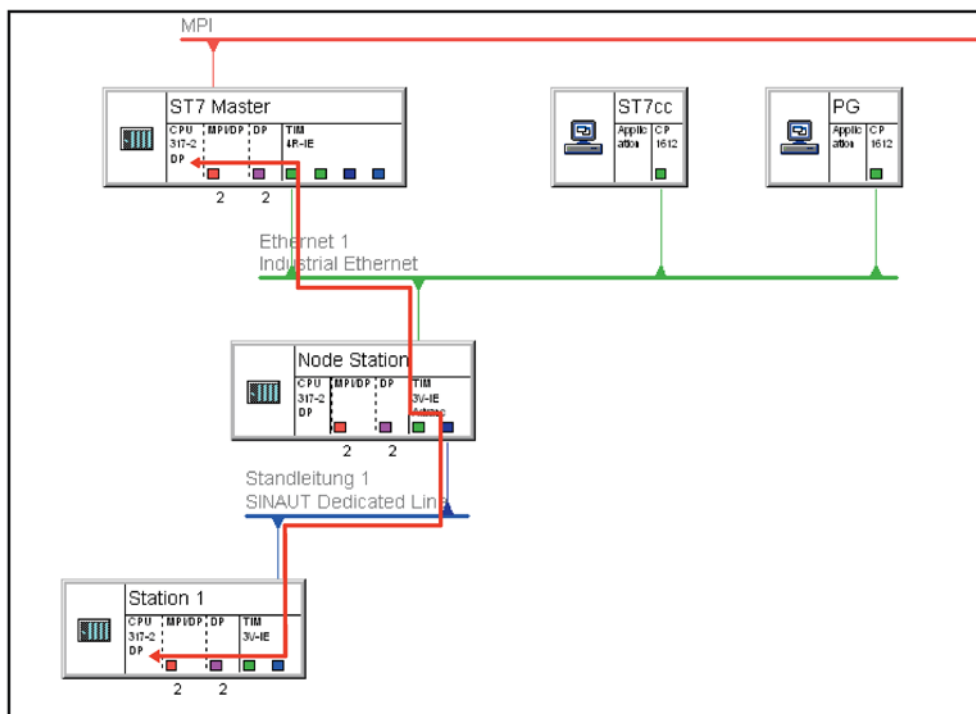 MPI
ST7 Master
CPU MPI/DP DP TIM
317-2 4R-IE
DP
2 2
ST7cc
Applic CP
ation 1612
PG
Applic CP
ation 1612
Ethernet 1
Industrial Ethernet
Node Station
CPU MPI/DP DP TIM
317-2 3V-IE
DP
2 2
Standleitung 1
SINAUT Dedicated Line
Station 1
CPU MPI/DP DP TIM
317-2 3V-IE
DP
2 2